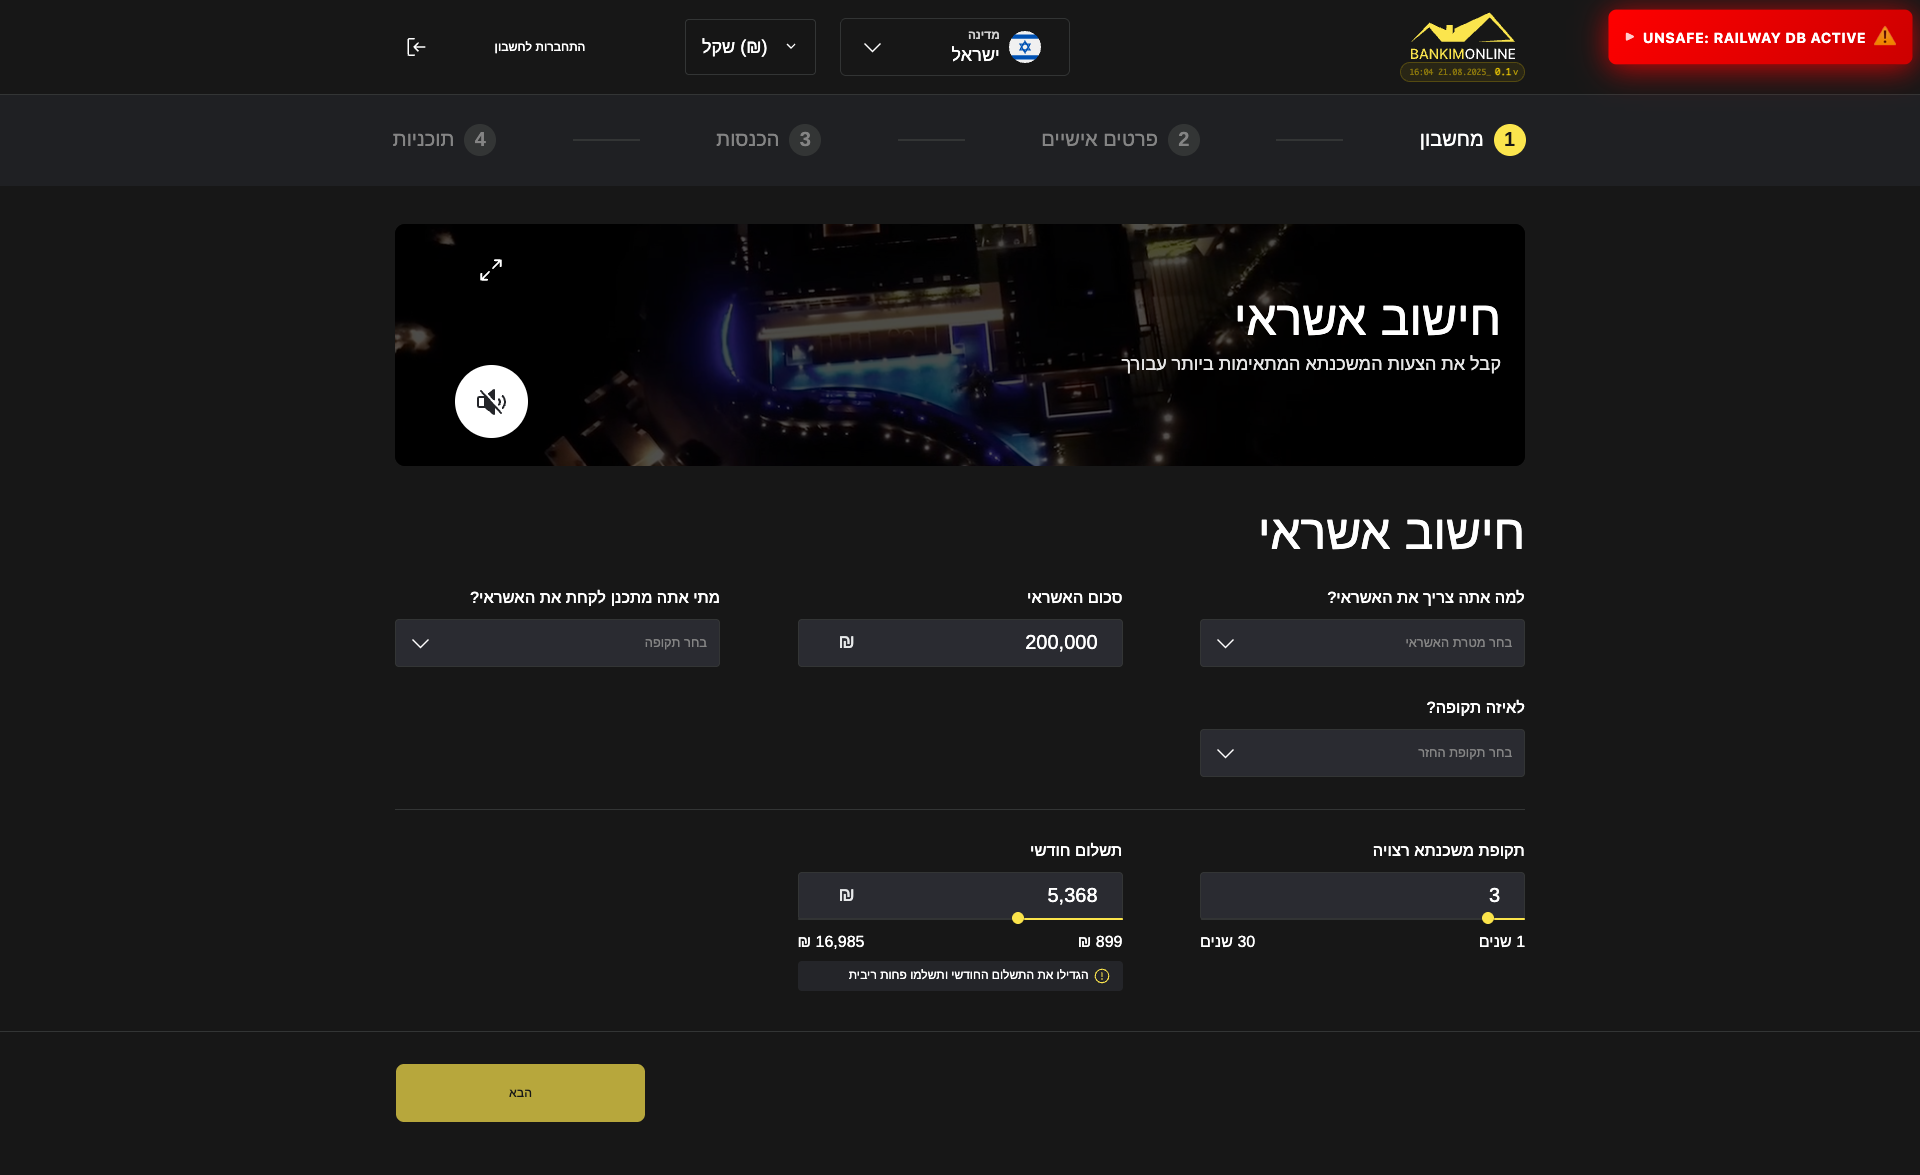 UNSAFE: RAILWAY DB ACTIVE
BANKIMONLINE
v 0.1 _21.08.2025 16:04
מדינה
ישראל
שקל (₪)
התחברות לחשבון
1 מחשבון
2 פרטים אישיים
3 הכנסות
4 תוכניות
חישוב אשראי
קבל את הצעות המשכנתא המתאימות ביותר עבורך
חישוב אשראי
למה אתה צריך את האשראי?
בחר מטרת האשראי
סכום האשראי
200,000 ₪
מתי אתה מתכנן לקחת את האשראי?
בחר תקופה
לאיזה תקופה?
בחר תקופת החזר
תקופת משכנתא רצויה
3
1 שנים
30 שנים
תשלום חודשי
5,368 ₪
899 ₪
16,985 ₪
הגדילו את התשלום החודשי ותשלמו פחות ריבית
הבא